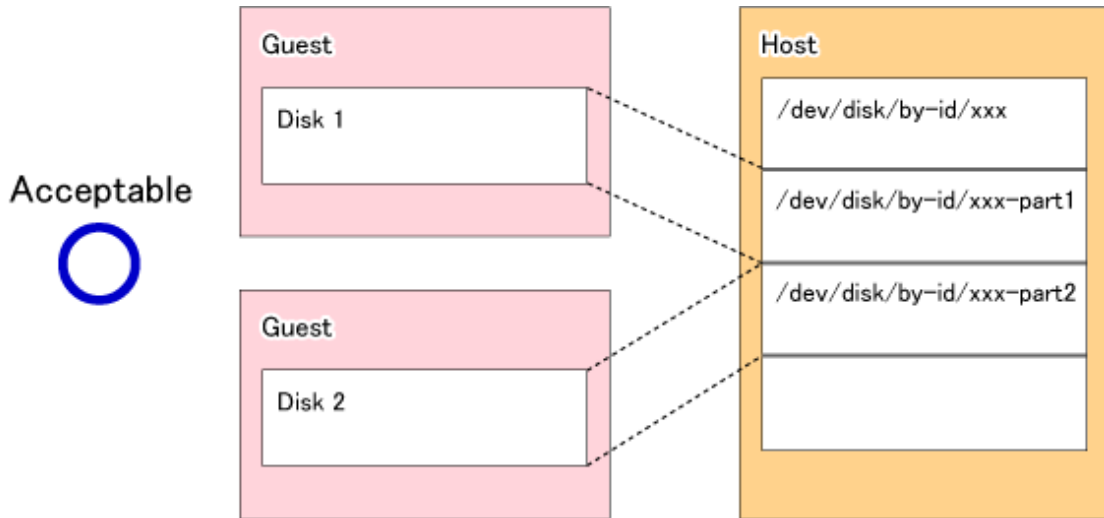 Acceptable
Guest
Disk 1
Guest
Disk 2
Host
/dev/disk/by-id/xxx
/dev/disk/by-id/xxx-part1
/dev/disk/by-id/xxx-part2